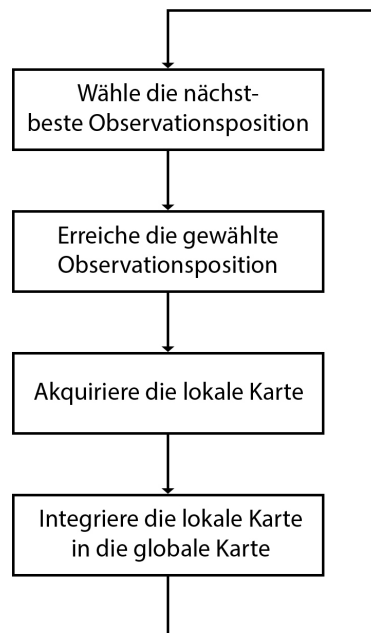 Wähle die nächst-
beste Observationsposition
Erreiche die gewählte
Observationsposition
Akquiriere die lokale Karte
Integriere die lokale Karte
in die globale Karte